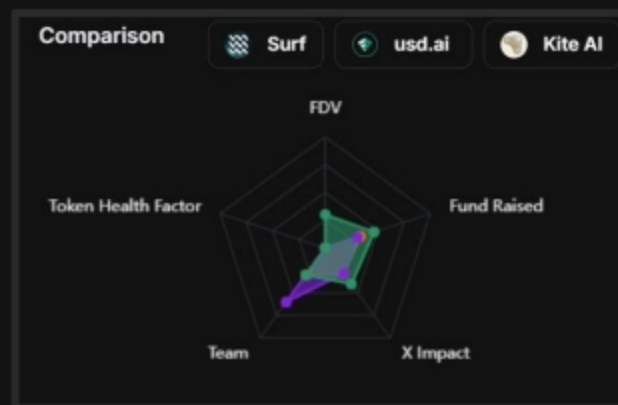 Comparison
Surf
usd.ai
Kite AI
FDV
Token Health Factor
Fund Raised
Team
X Impact